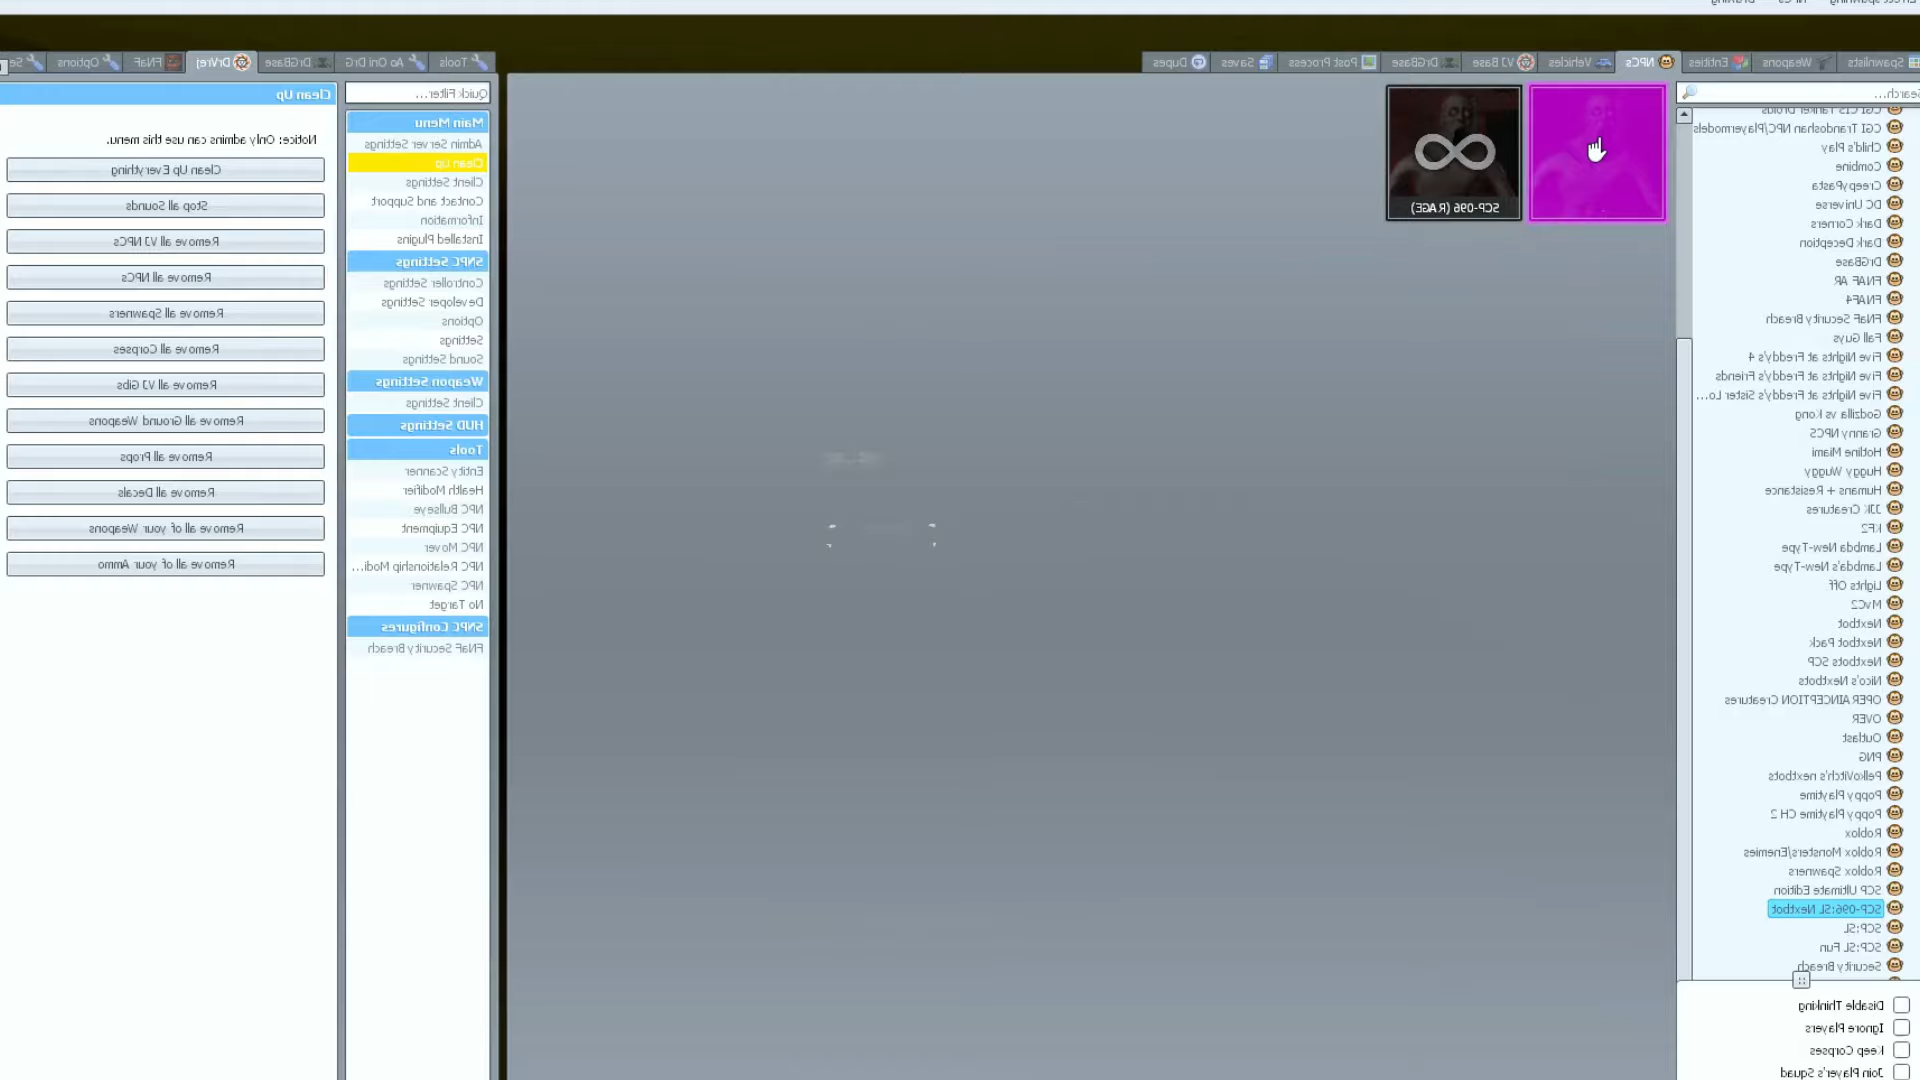 Spawnlists
Weapons
Entities
NPCs
Vehicles
VJ Base
DrGBase
Post Process
Saves
Dupes
Tools
Ao Oni DrG
DrGBase
DrVrej
FNaF
Options
Search...
CGI Trandoshan NPC/Playermodels
Child's Play
Combine
CreepyPasta
DC Universe
Dark Corners
Dark Deception
DrGBase
FNAF AR
FNAF4
FNaF Security Breach
Fall Guys
Five Nights at Freddy's 4
Five Nights at Freddy's Friends
Five Nights at Freddy's Sister Lo...
Godzilla vs Kong
Granny NPCS
Hotline Miami
Huggy Wuggy
Humans + Resistance
JJK Creatures
KF2
Lambda New-Type
Lambda's New-Type
Lights Off
MvC2
Nextbot
Nextbot Pack
Nextbots SCP
Nico's Nextbots
OPER AINCEPTION Creatures
OVER
Outlast
PNG
PelkoVitch's nextbots
Poppy Playtime
Poppy Playtime CH 2
Roblox
Roblox Monsters/Enemies
Roblox Spawners
SCP Ultimate Edition
SCP-096:SL Nextbot
SCP:SL
SCP:SL Fun
Security Breach
Disable Thinking
Ignore Players
Keep Corpses
Join Player's Squad
SCP-096 (RAGE)
Quick Filter...
Main Menu
Admin Server Settings
Clean Up
Client Settings
Contact and Support
Information
Installed Plugins
SNPC Settings
Controller Settings
Developer Settings
Options
Settings
Sound Settings
Weapon Settings
Client Settings
HUD Settings
Tools
Entity Scanner
Health Modifier
NPC Bullseye
NPC Equipment
NPC Mover
NPC Relationship Modi...
NPC Spawner
No Target
SNPC Configures
FNaF Security Breach
Clean Up
Notice: Only admins can use this menu.
Clean Up Everything
Stop all Sounds
Remove all VJ NPCs
Remove all NPCs
Remove all Spawners
Remove all Corpses
Remove all VJ Gibs
Remove all Ground Weapons
Remove all Props
Remove all Decals
Remove all of your Weapons
Remove all of your Ammo